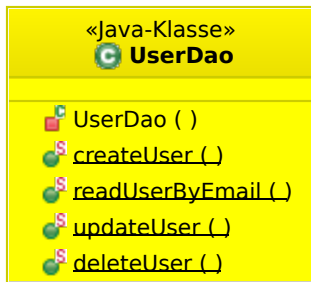 «Java-Klasse»
UserDao
UserDao ( )
createUser ( )
readUserByEmail ( )
updateUser ( )
deleteUser ( )